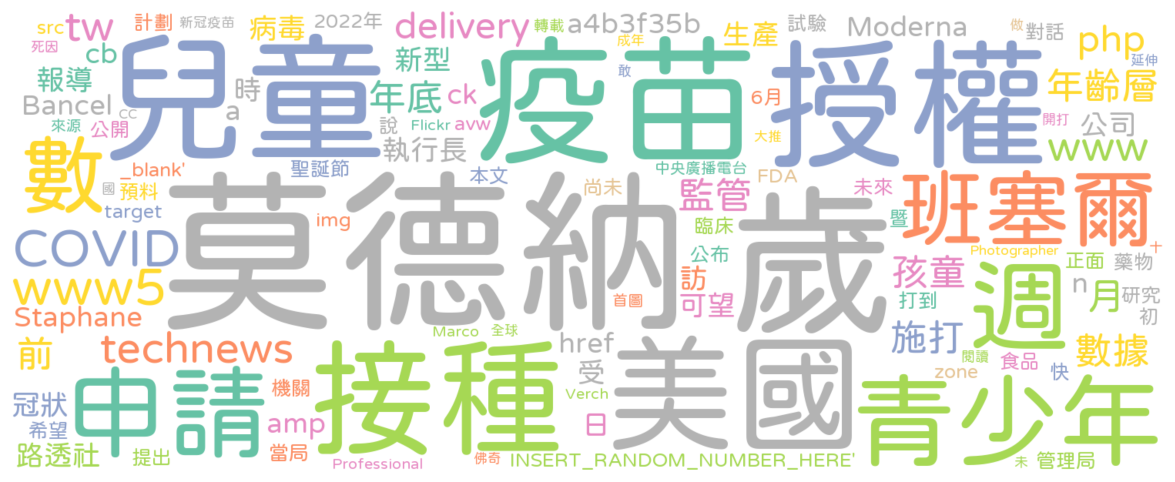 src tw 計劃 新冠疫苗 病毒 2022年 delivery 轉載 a4b3f35b 成年 生產 試驗 Moderna 做 對話 php 延伸
死因 cb 兒童 新型 疫苗 敢 授權
報導 Bancel cc a 時 年底 ck 6月 年齡層
來源 公開 說 Flickr avw 大推 開打 公司
數 _blank' 聖誕節 執行長 www
國 預料 本文 尚未 中央廣播電台 FDA 未來
target 莫德納 img 監管 歲 暨 班塞爾
COVID 臨床 Photographer 十
www5 訪 公布 孩童 週 正面 藥物
Staphane 首圖 可望 打到 n 月 研究
Marco 全球 施打 初
前 technews href 閱讀 數據
申請 接種 受 美國 zone 食品 快
冠狀 機關 Verch 青少年
希望 amp 日
路透社 提出 當局 Professional 佛奇 INSERT_RANDOM_NUMBER_HERE' 未 管理局